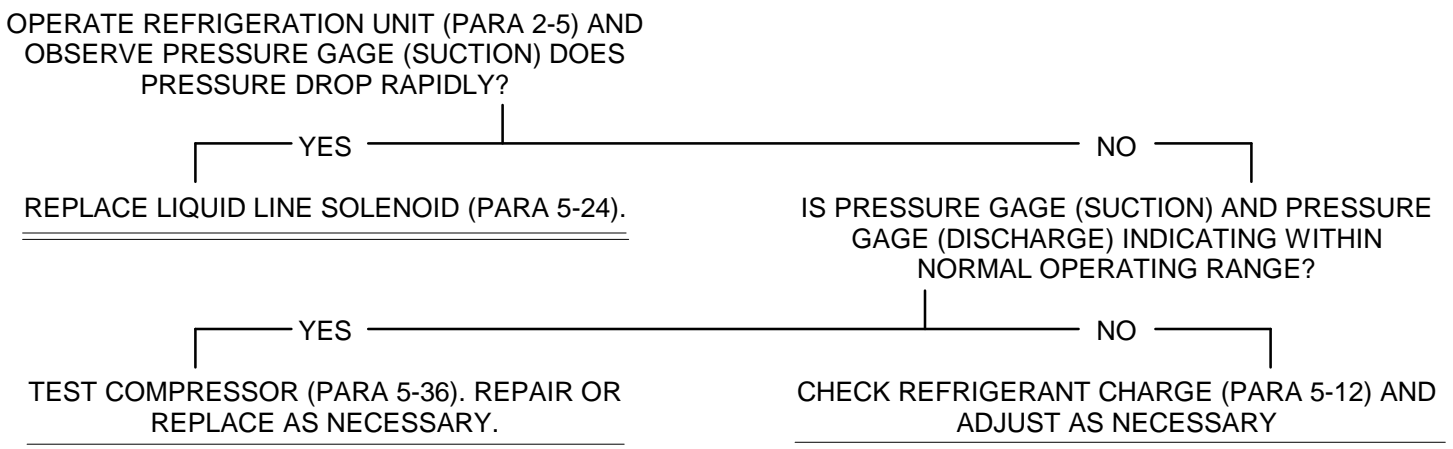 OPERATE REFRIGERATION UNIT (PARA 2-5) AND
OBSERVE PRESSURE GAGE (SUCTION) DOES
PRESSURE DROP RAPIDLY?
YES
NO
REPLACE LIQUID LINE SOLENOID (PARA 5-24).
IS PRESSURE GAGE (SUCTION) AND PRESSURE
GAGE (DISCHARGE) INDICATING WITHIN
NORMAL OPERATING RANGE?
YES
NO
TEST COMPRESSOR (PARA 5-36). REPAIR OR
REPLACE AS NECESSARY.
CHECK REFRIGERANT CHARGE (PARA 5-12) AND
ADJUST AS NECESSARY